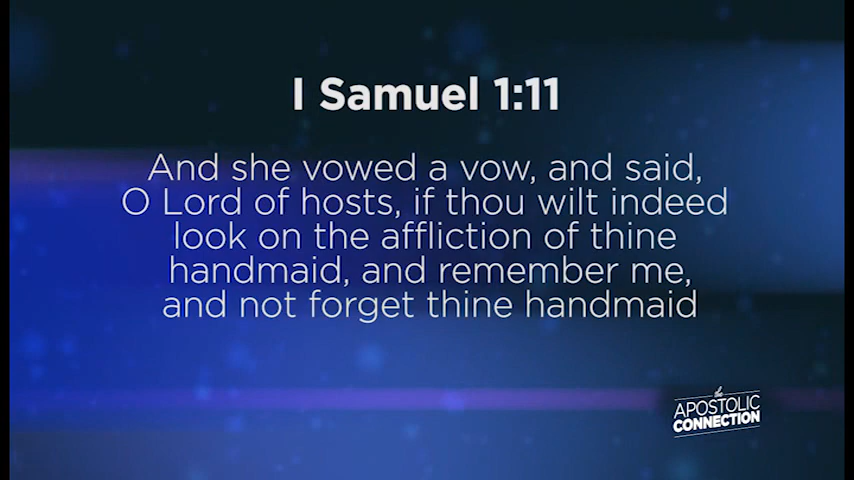 I Samuel 1:11
And she vowed a vow, and said,
O Lord of hosts, if thou wilt indeed
look on the affliction of thine
handmaid, and remember me,
and not forget thine handmaid
the
APOSTOLIC
CONNECTION